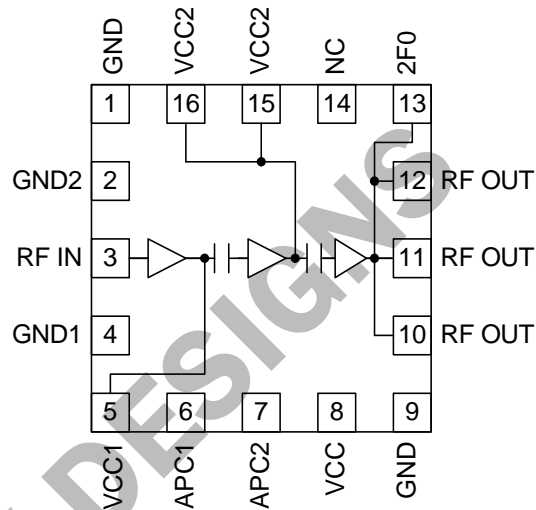 GND VCC2 VCC2 NC 2F0
1 16 15 14 13
GND2 2 12 RF OUT
RF IN 3 11 RF OUT
GND1 4 10 RF OUT
5 6 7 8 9
VCC1 APC1 APC2 VCC GND
DESIGNS